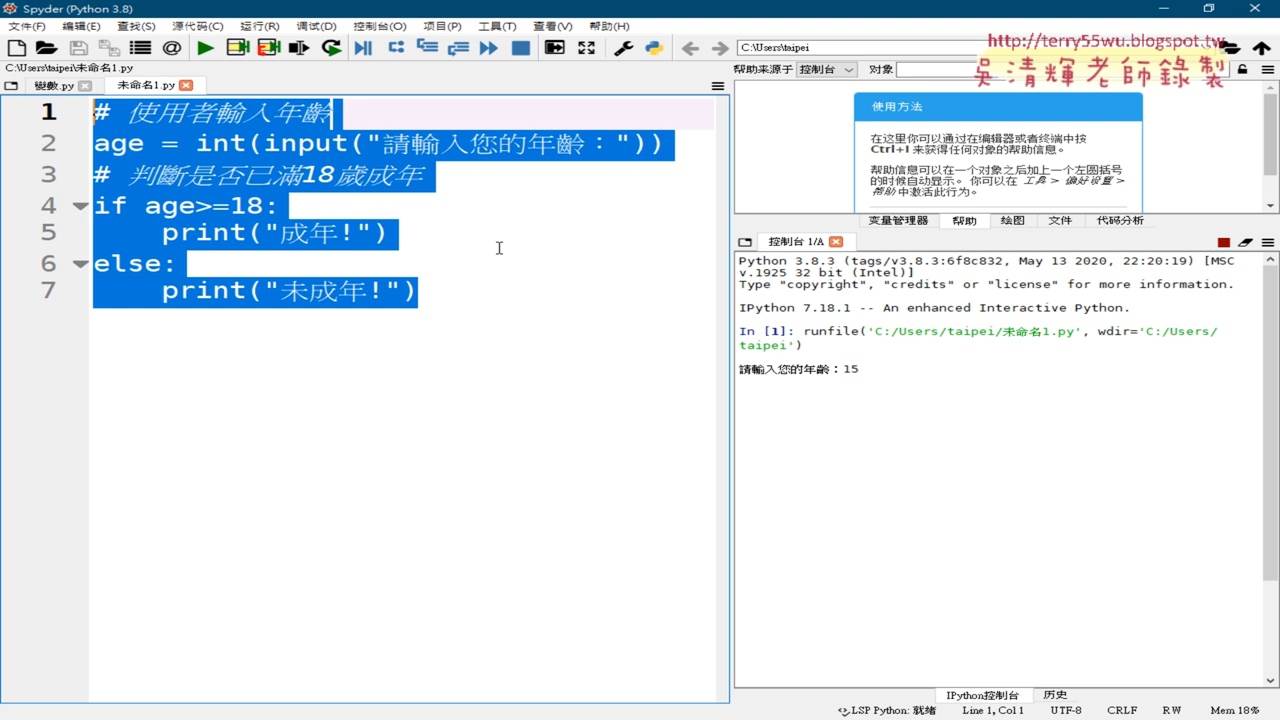 Spyder (Python 3.8)
文件(F) 编辑(E) 查找(S) 源代码(C) 运行(R) 调试(D) 控制台(O) 项目(P) 工具(T) 查看(V) 帮助(H)
C:\Users\taipei
http://terry55wu.blogspot.tw
吳清輝老師錄製
C:\Users\taipei\未命名1.py
變數.py 未命名1.py
帮助来源于 控制台 对象
1 # 使用者輸入年齡
2 age = int(input("請輸入您的年齡："))
3 # 判斷是否已滿18歲成年
4 if age>=18:
5 print("成年!")
6 else:
7 print("未成年!")
使用方法
在这里你可以通过在编辑器或者终端中按
Ctrl+I 来获得任何对象的帮助信息。
帮助信息可以在一个对象之后加上一个左圆括号
的时候自动显示。 你可以在 工具 > 偏好设置 >
帮助 中激活此行为。
变量管理器 帮助 绘图 文件 代码分析
控制台 1/A
Python 3.8.3 (tags/v3.8.3:6f8c832, May 13 2020, 22:20:19) [MSC
v.1925 32 bit (Intel)]
Type "copyright", "credits" or "license" for more information.
IPython 7.18.1 -- An enhanced Interactive Python.
In [1]: runfile('C:/Users/taipei/未命名1.py', wdir='C:/Users/
taipei')
請輸入您的年齡：15
IPython控制台 历史
LSP Python: 就绪 Line 1, Col 1 UTF-8 CRLF RW Mem 18%